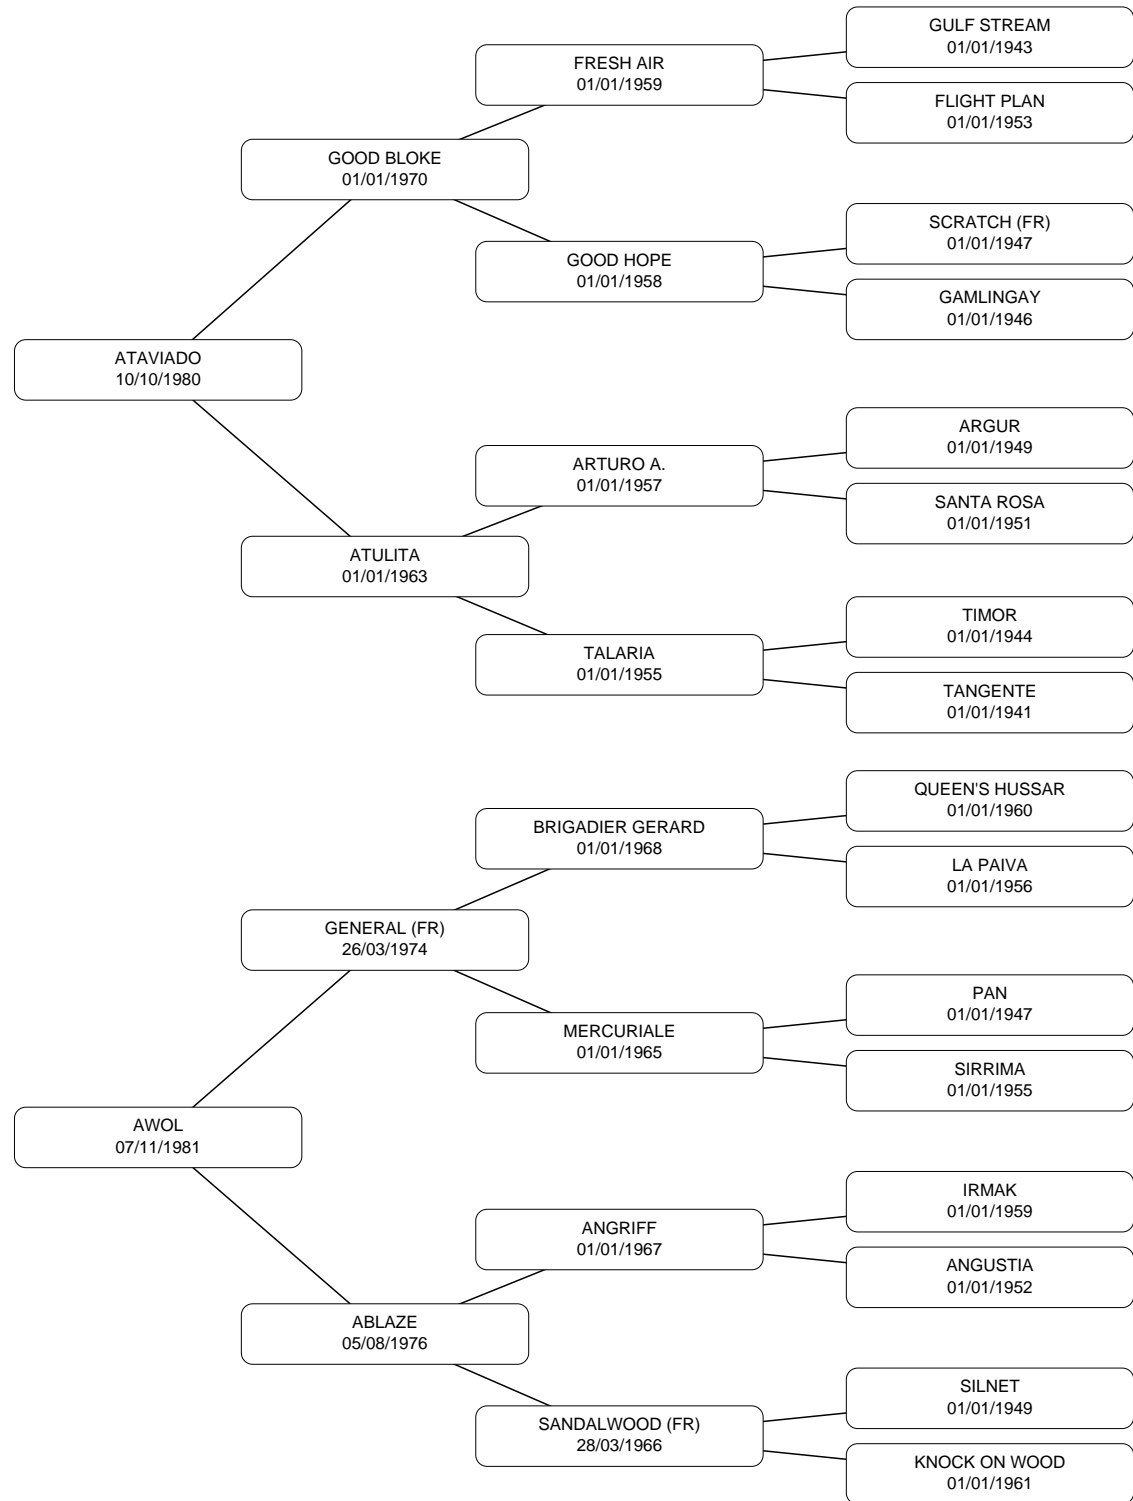 GULF STREAM
01/01/1943
FRESH AIR
01/01/1959
FLIGHT PLAN
01/01/1953
GOOD BLOKE
01/01/1970
SCRATCH (FR)
01/01/1947
GOOD HOPE
01/01/1958
GAMLINGAY
01/01/1946
ATAVIADO
10/10/1980
ARGUR
01/01/1949
ARTURO A.
01/01/1957
SANTA ROSA
01/01/1951
ATULITA
01/01/1963
TIMOR
01/01/1944
TALARIA
01/01/1955
TANGENTE
01/01/1941
QUEEN'S HUSSAR
01/01/1960
BRIGADIER GERARD
01/01/1968
LA PAIVA
01/01/1956
GENERAL (FR)
26/03/1974
PAN
01/01/1947
MERCURIALE
01/01/1965
SIRRIMA
01/01/1955
AWOL
07/11/1981
IRMAK
01/01/1959
ANGRIFF
01/01/1967
ANGUSTIA
01/01/1952
ABLAZE
05/08/1976
SILNET
01/01/1949
SANDALWOOD (FR)
28/03/1966
KNOCK ON WOOD
01/01/1961